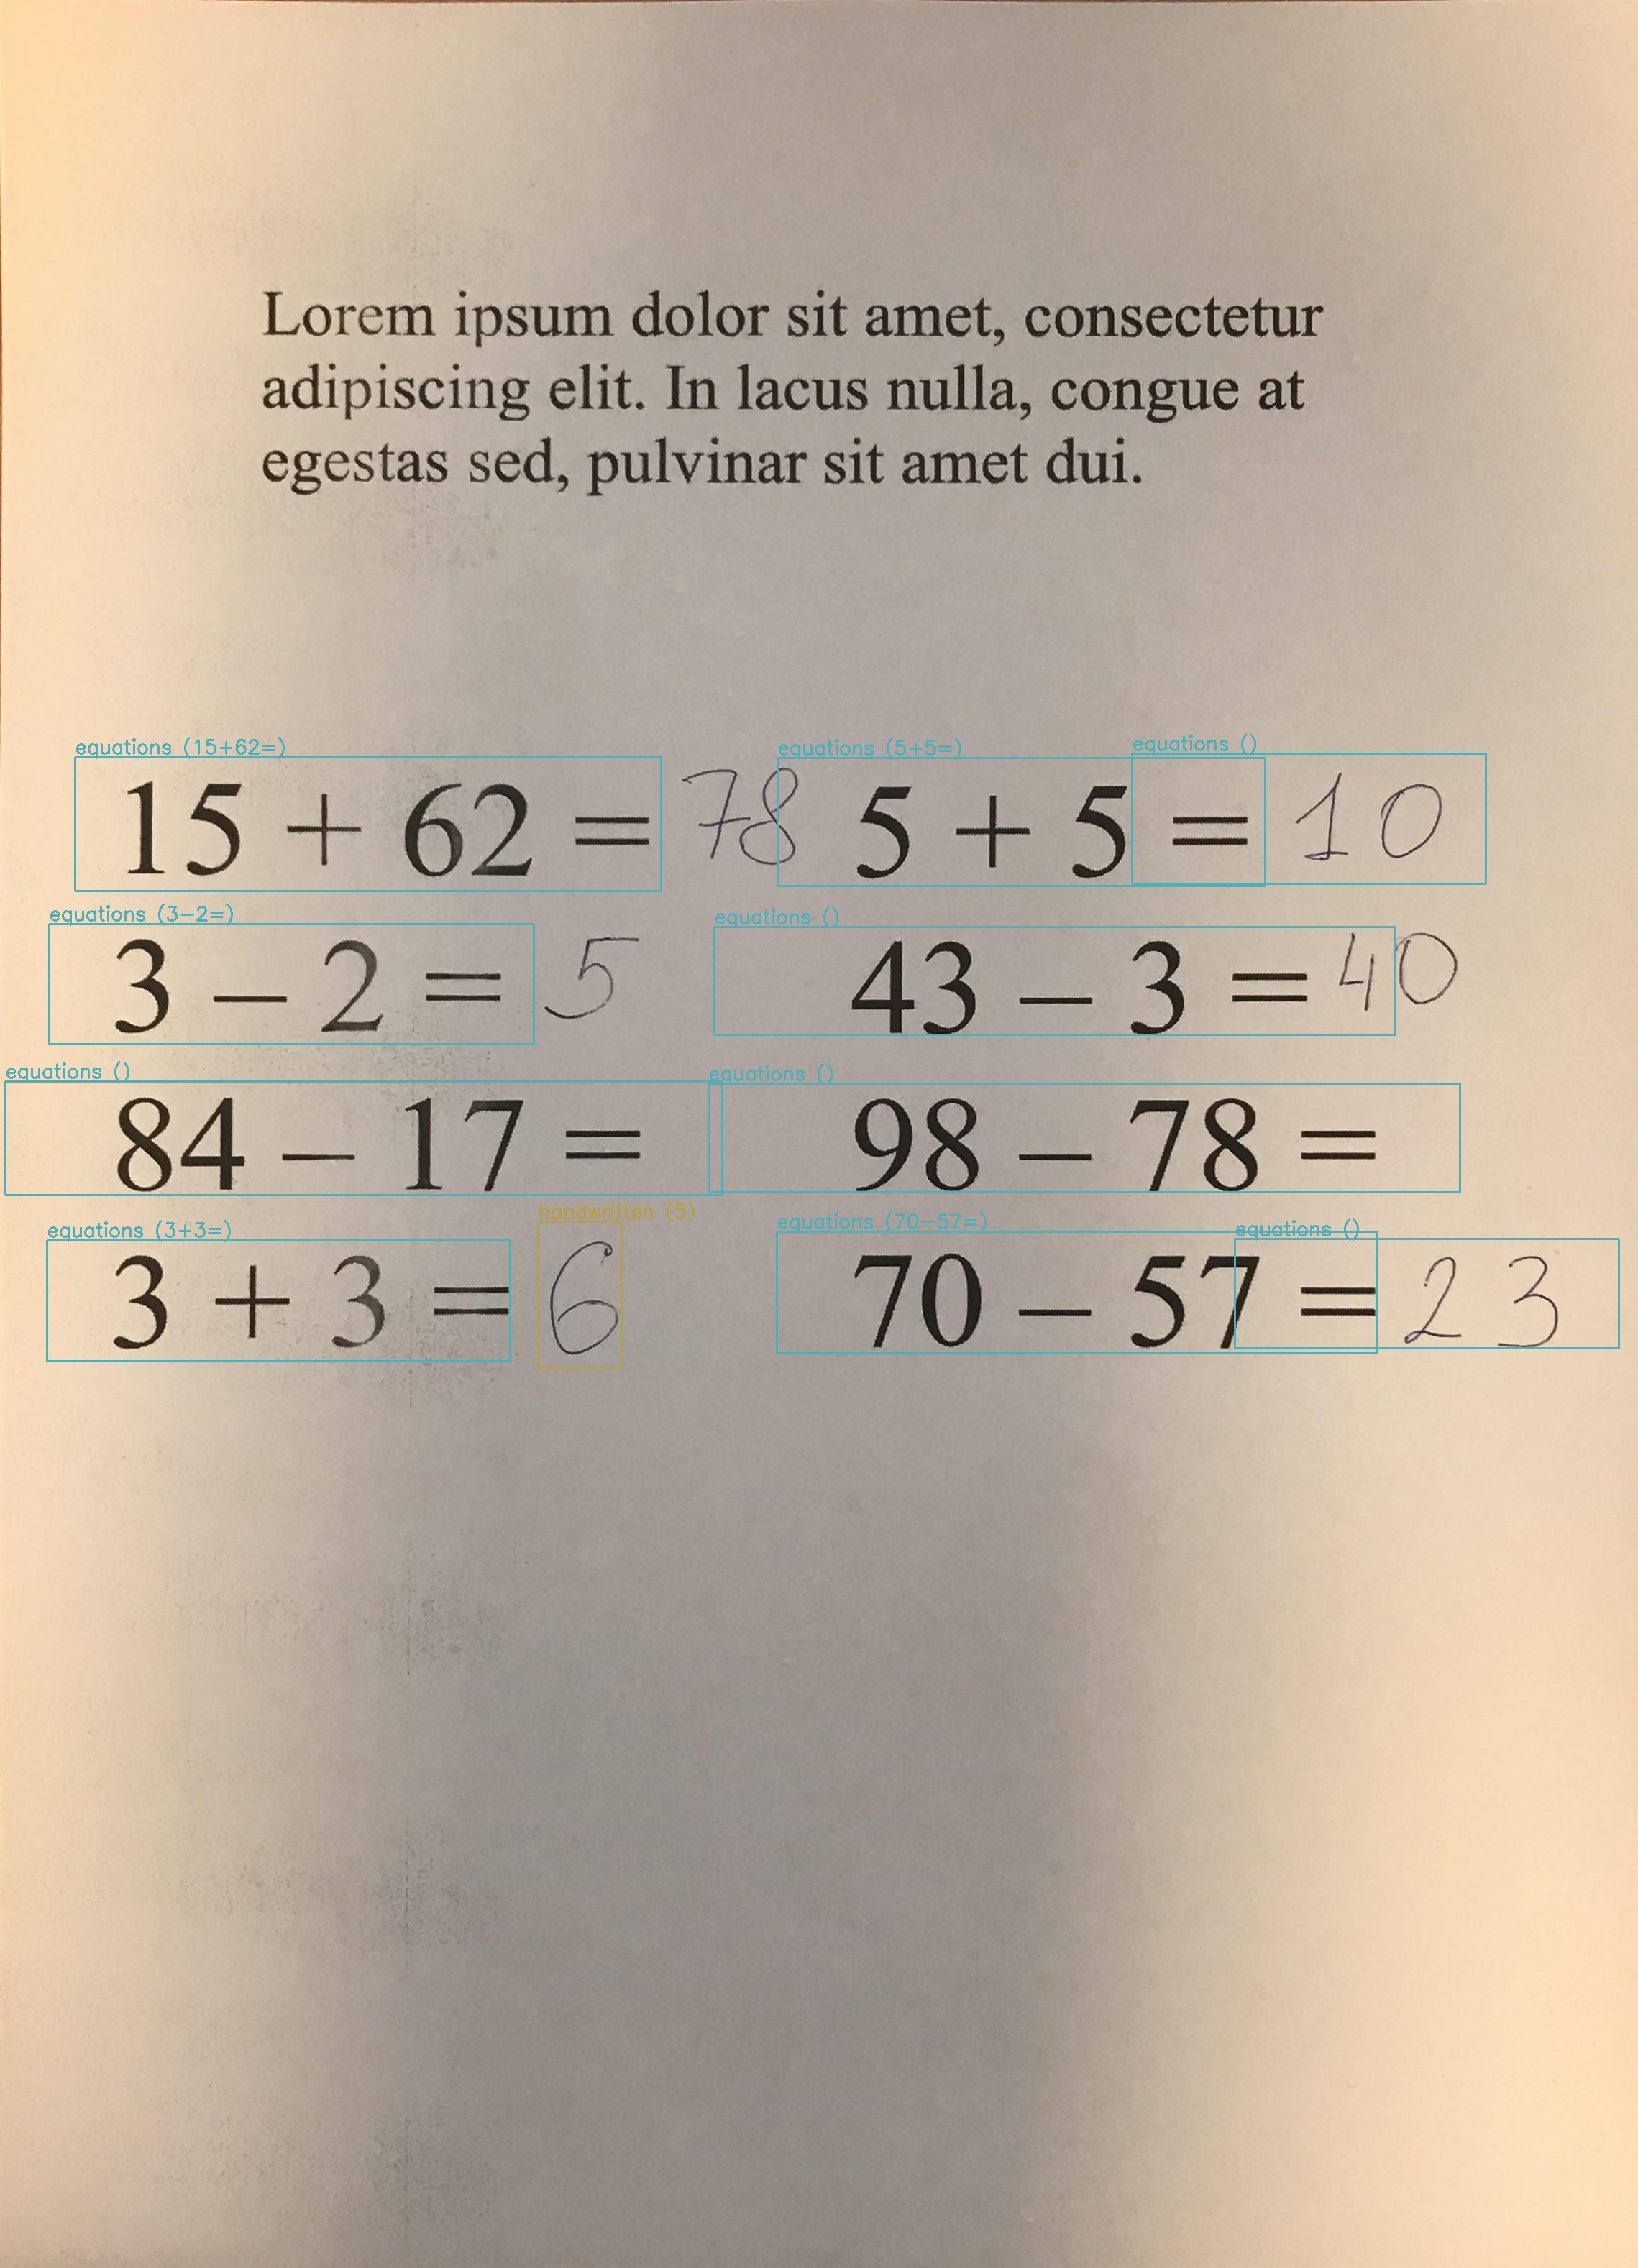 Lorem ipsum dolor sit amet, consectetur
adipiscing elit. In lacus nulla, congue at
egestas sed, pulvinar sit amet dui.
equations (15+62=) equations (5+5=) equations ()
15 + 62 = 78 5 + 5 = 10
equations (3-2=) equations ()
3 – 2 = 5 43 – 3 = 40
equations () equations ()
84 – 17 = 98 – 78 =
equations (3+3=) handwritten (5) equations (70-57=) equations ()
3 + 3 = 6 70 – 57 = 23